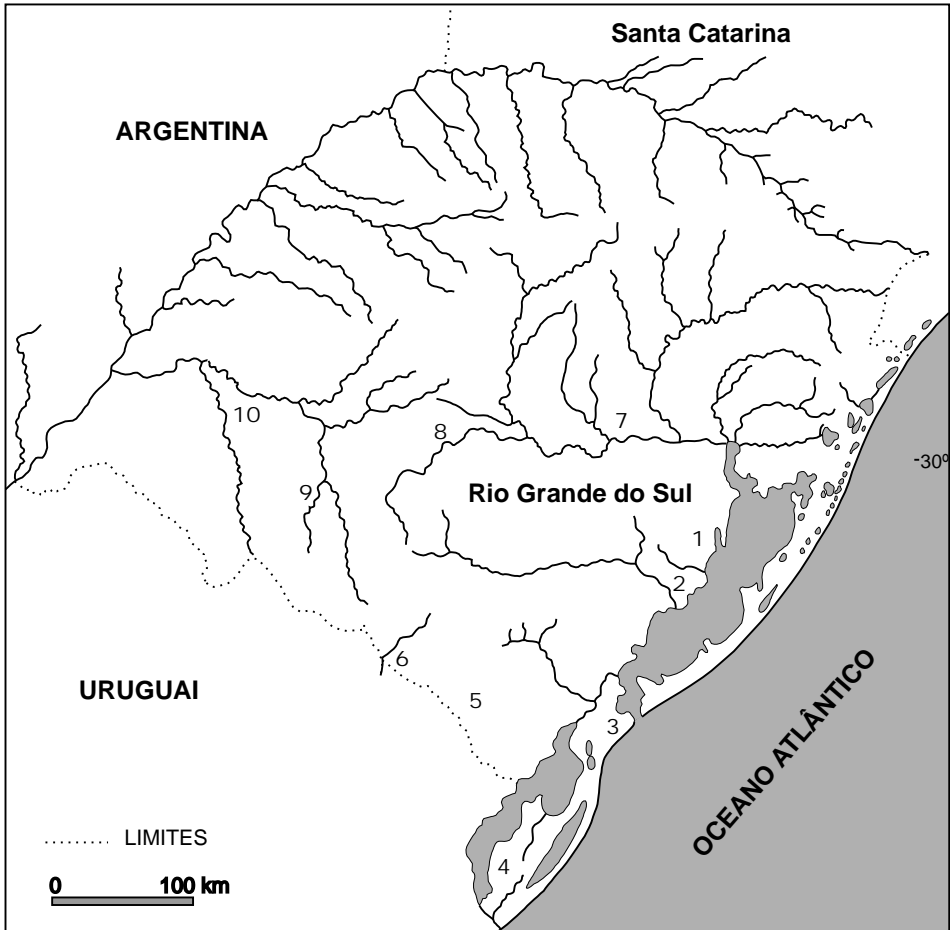 Santa Catarina
ARGENTINA
10
8
7
-30º
Rio Grande do Sul
9
1
2
6
URUGUAI
5
3
OCEANO ATLÂNTICO
LIMITES
4
0 100 km